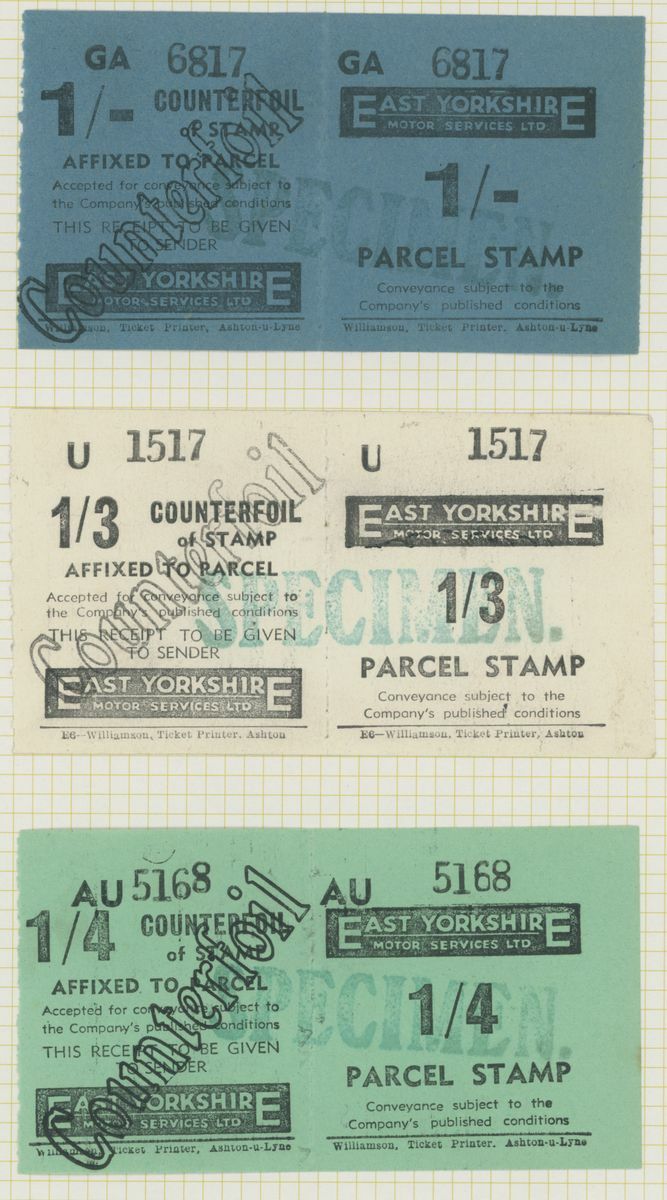 GA 6817
1/- COUNTERFOIL
of STAMP
AFFIXED TO PARCEL
Accepted for conveyance subject to
the Company's published conditions
THIS RECEIPT TO BE GIVEN
TO SENDER
EAST YORKSHIRE
MOTOR SERVICES LTD
Williamson, Ticket Printer, Ashton-u-Lyne
Counterfoil
GA 6817
EAST YORKSHIRE
MOTOR SERVICES LTD.
1/-
PARCEL STAMP
Conveyance subject to the
Company's published conditions
Williamson, Ticket Printer, Ashton-u-Lyne
SPECIMEN.
U 1517
1/3 COUNTERFOIL
of STAMP
AFFIXED TO PARCEL
Accepted for conveyance subject to
the Company's published conditions
THIS RECEIPT TO BE GIVEN
TO SENDER
EAST YORKSHIRE
MOTOR SERVICES LTD
E6—Williamson, Ticket Printer, Ashton
Counterfoil
U 1517
EAST YORKSHIRE
MOTOR SERVICES LTD
1/3
PARCEL STAMP
Conveyance subject to the
Company's published conditions
E6—Williamson, Ticket Printer, Ashton
SPECIMEN.
AU 5168
1/4 COUNTERFOIL
of STAMP
AFFIXED TO PARCEL
Accepted for conveyance subject to
the Company's published conditions
THIS RECEIPT TO BE GIVEN
TO SENDER
EAST YORKSHIRE
MOTOR SERVICES LTD
Williamson, Ticket Printer, Ashton-u-Lyne
Counterfoil
AU 5168
EAST YORKSHIRE
MOTOR SERVICES LTD
1/4
PARCEL STAMP
Conveyance subject to the
Company's published conditions
Williamson, Ticket Printer, Ashton-u-Lyne
SPECIMEN.